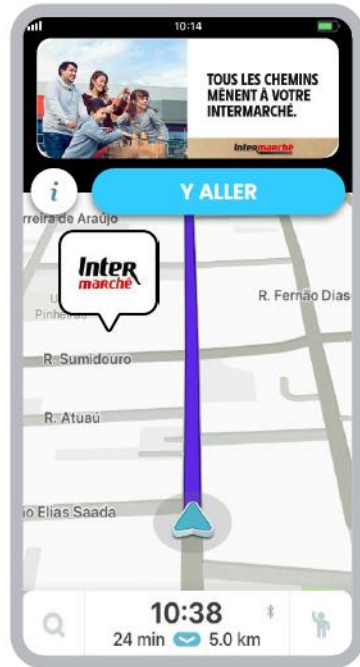 10:14
TOUS LES CHEMINS
MÈNENT À VOTRE
INTERMARCHÉ.
Intermarché
i
Y ALLER
rreira de Araújo
Inter
marché
R. Fernão Dias
Pinheiros
R. Sumidouro
R. Atuaú
o Elias Saada
10:38
24 min 5.0 km